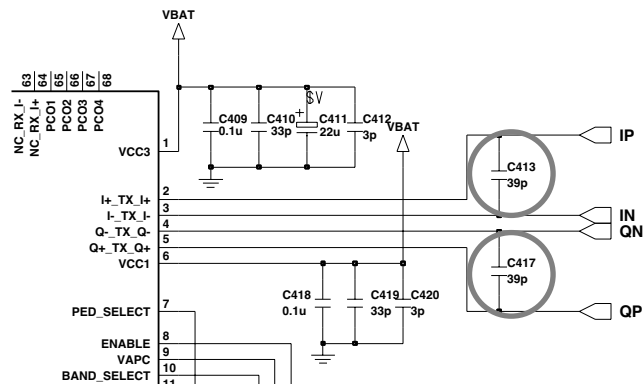 VBAT
63
64
65
66
67
68
NC_RX_I-
NC_RX_I+
PCO1
PCO2
PCO3
PCO4
$V
+
C409
0.1u
C410
33p
C411
22u
C412
3p
VBAT
IP
C413
39p
VCC3 1
I+_TX_I+ 2
I-_TX_I- 3
IN
Q-_TX_Q- 4
QN
Q+_TX_Q+ 5
VCC1 6
C417
39p
C418
0.1u
C419
33p
C420
3p
QP
PED_SELECT 7
ENABLE 8
VAPC 9
BAND_SELECT 10
11